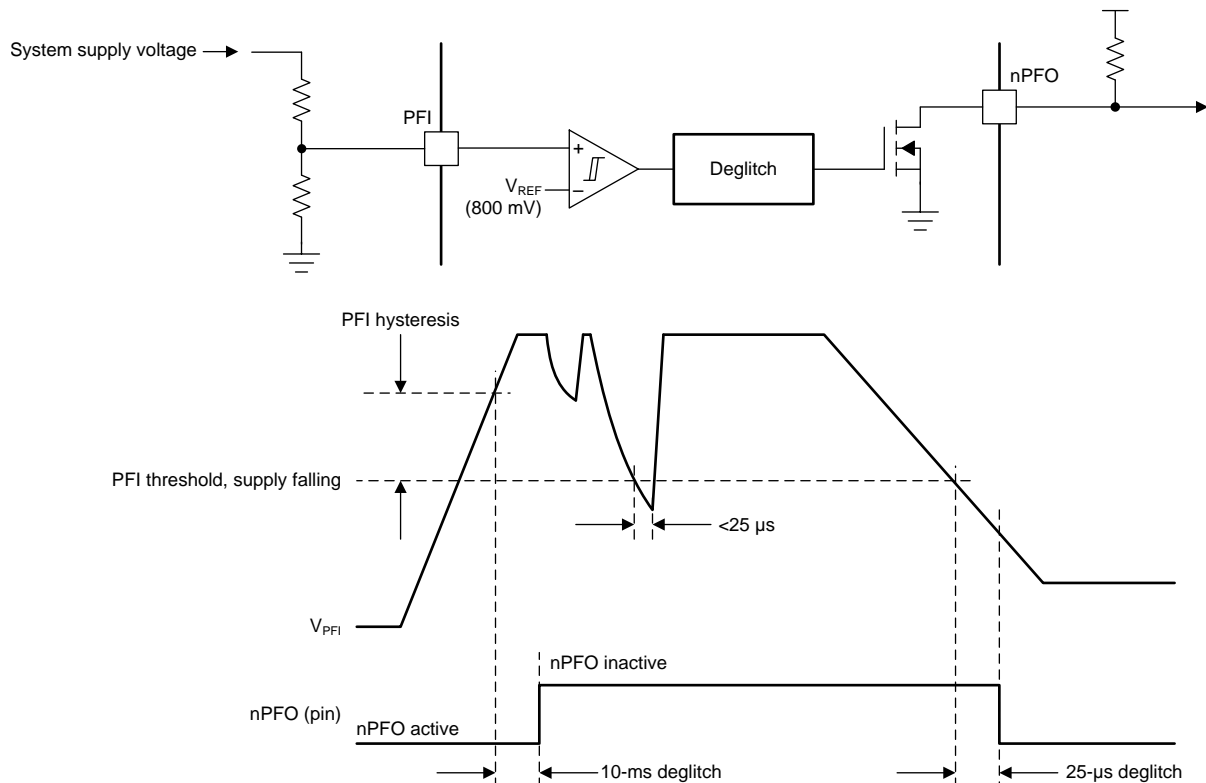 System supply voltage
PFI
+
VREF
(800 mV)
−
Deglitch
nPFO
PFI hysteresis
PFI threshold, supply falling
<25 µs
VPFI
nPFO inactive
nPFO (pin)
nPFO active
10-ms deglitch
25-µs deglitch